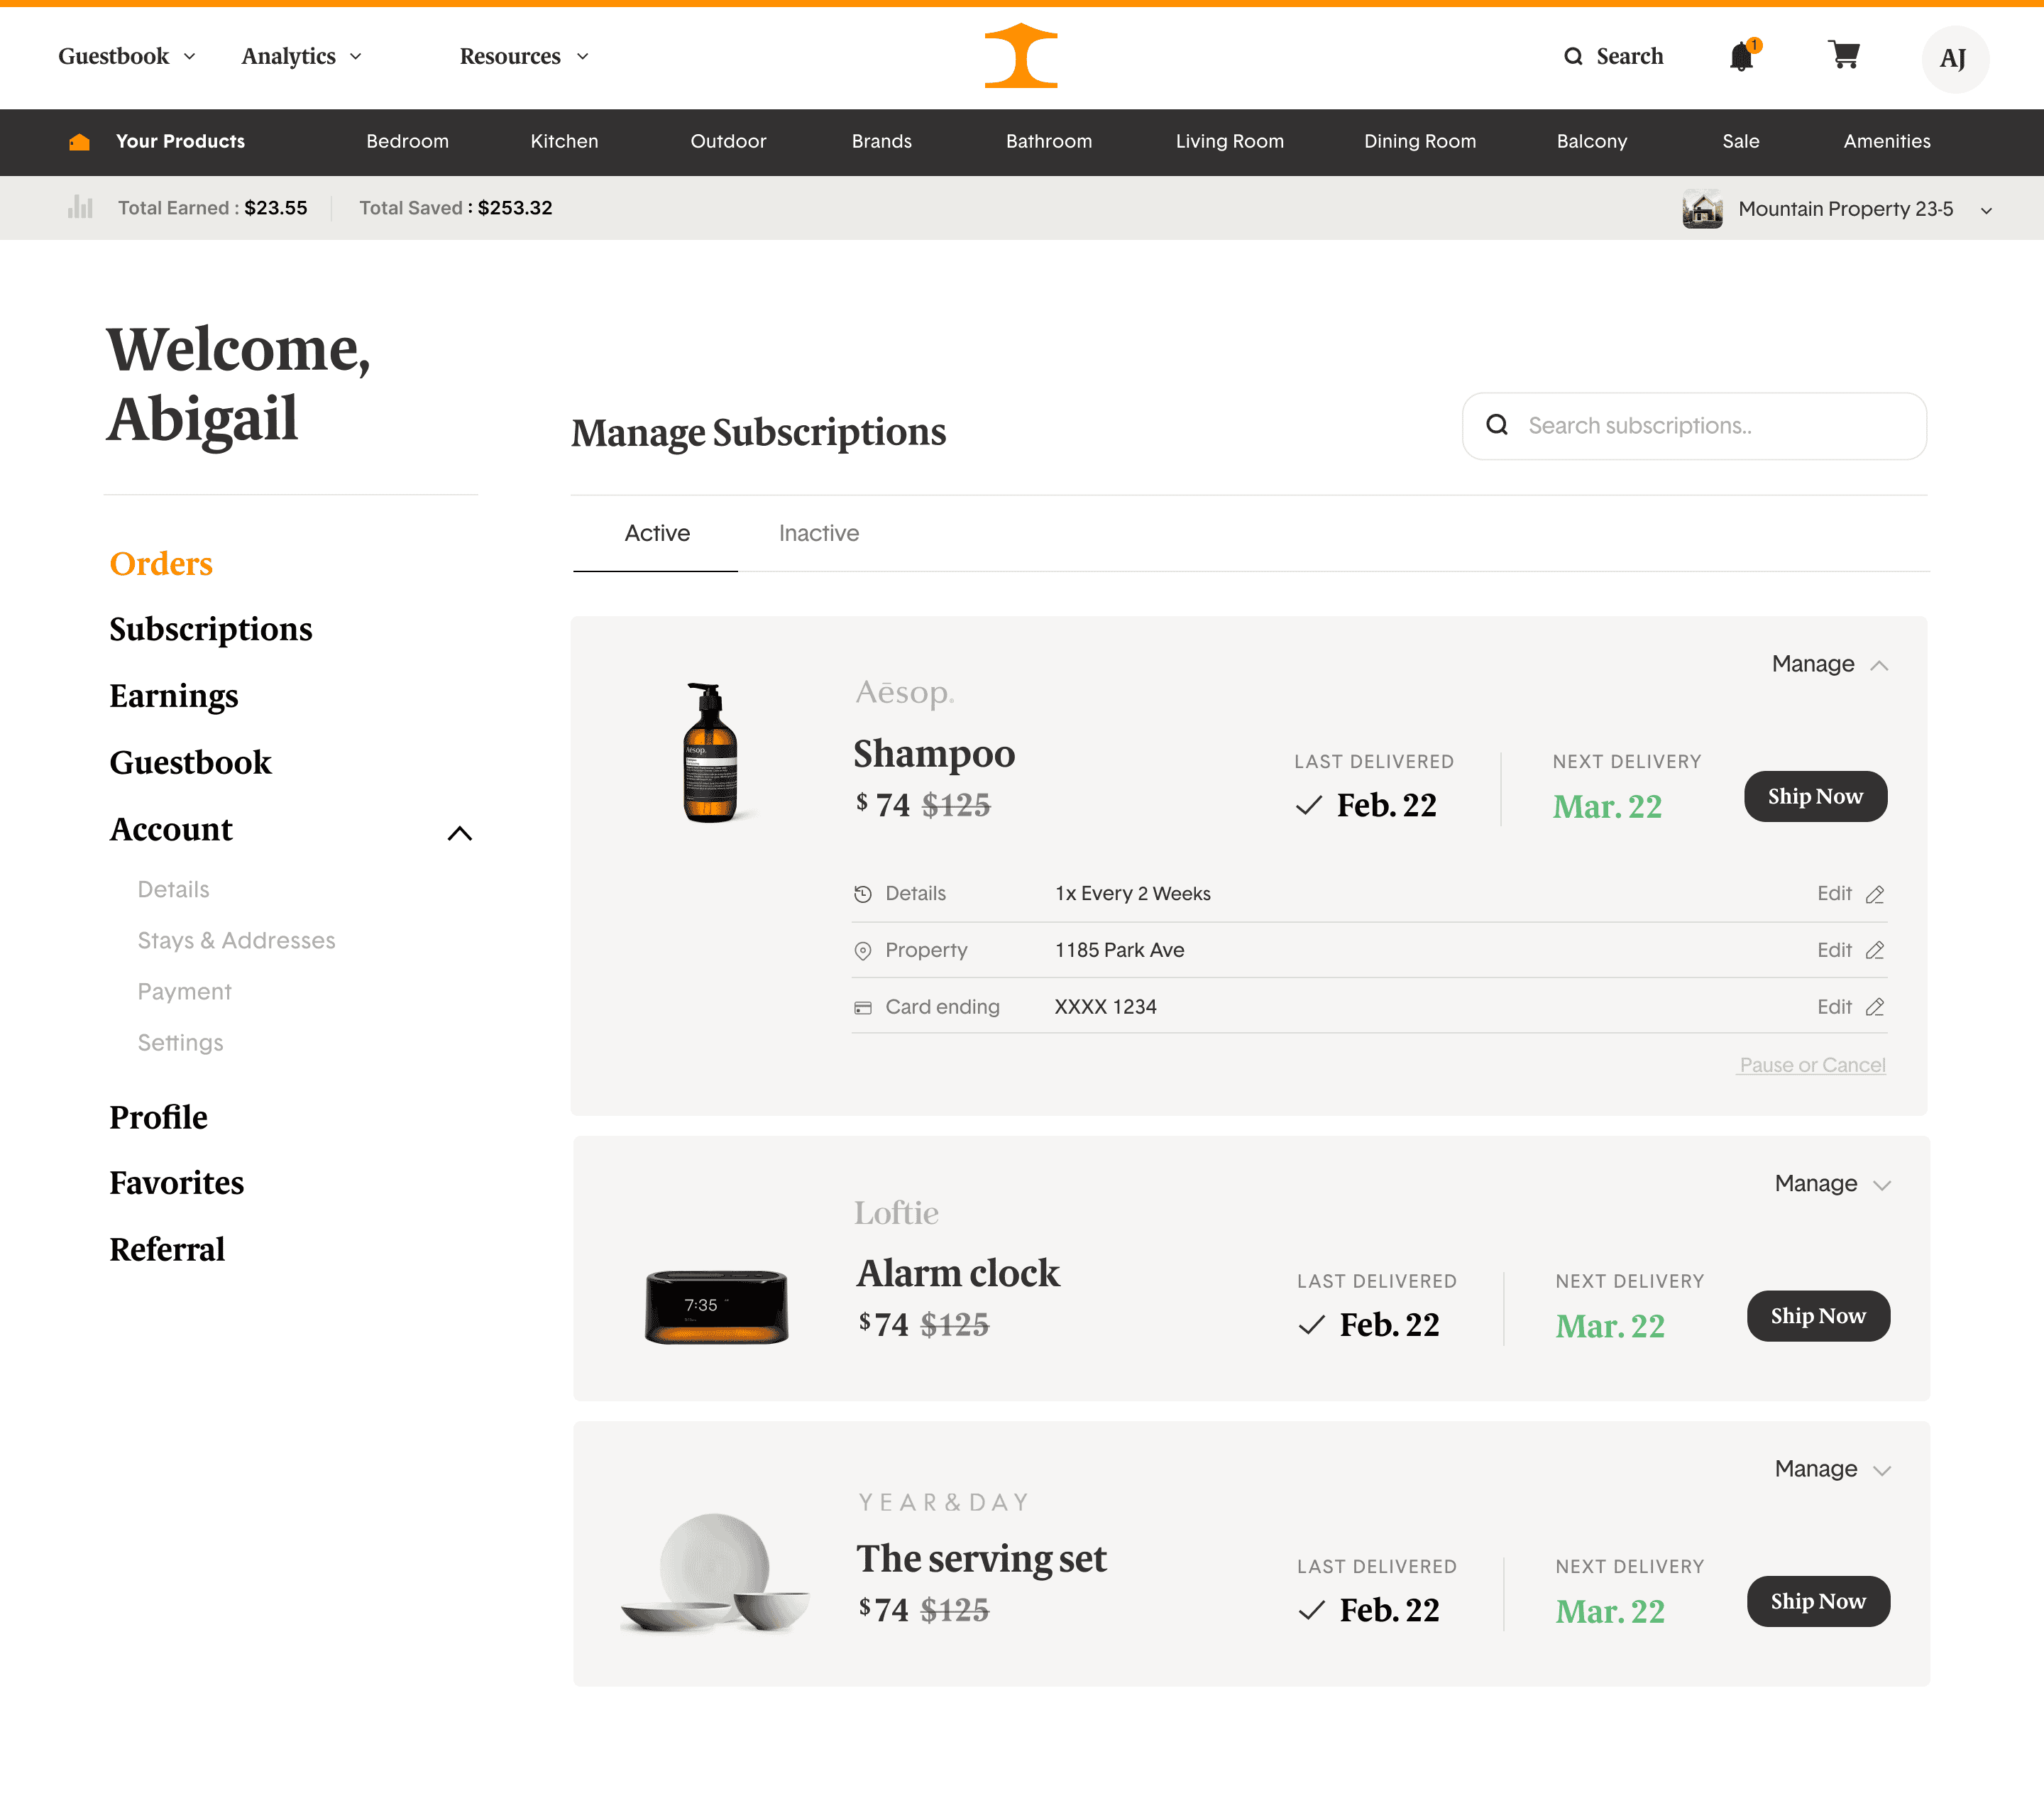 Guestbook
Analytics
Resources
Search
1
AJ
Your Products
Bedroom
Kitchen
Outdoor
Brands
Bathroom
Living Room
Dining Room
Balcony
Sale
Amenities
Total Earned : $23.55
Total Saved : $253.32
Mountain Property 23-5
Welcome,
Abigail
Orders
Subscriptions
Earnings
Guestbook
Account
Details
Stays & Addresses
Payment
Settings
Profile
Favorites
Referral
Manage Subscriptions
Search subscriptions..
Active
Inactive
Manage
Aesop.
Aēsop.
Shampoo
$ 74 $125
LAST DELIVERED
Feb. 22
NEXT DELIVERY
Mar. 22
Ship Now
Details
1x Every 2 Weeks
Edit
Property
1185 Park Ave
Edit
Card ending
XXXX 1234
Edit
Pause or Cancel
Manage
7:35
Loftie
Alarm clock
$74 $125
LAST DELIVERED
Feb. 22
NEXT DELIVERY
Mar. 22
Ship Now
Manage
YEAR&DAY
The serving set
$74 $125
LAST DELIVERED
Feb. 22
NEXT DELIVERY
Mar. 22
Ship Now